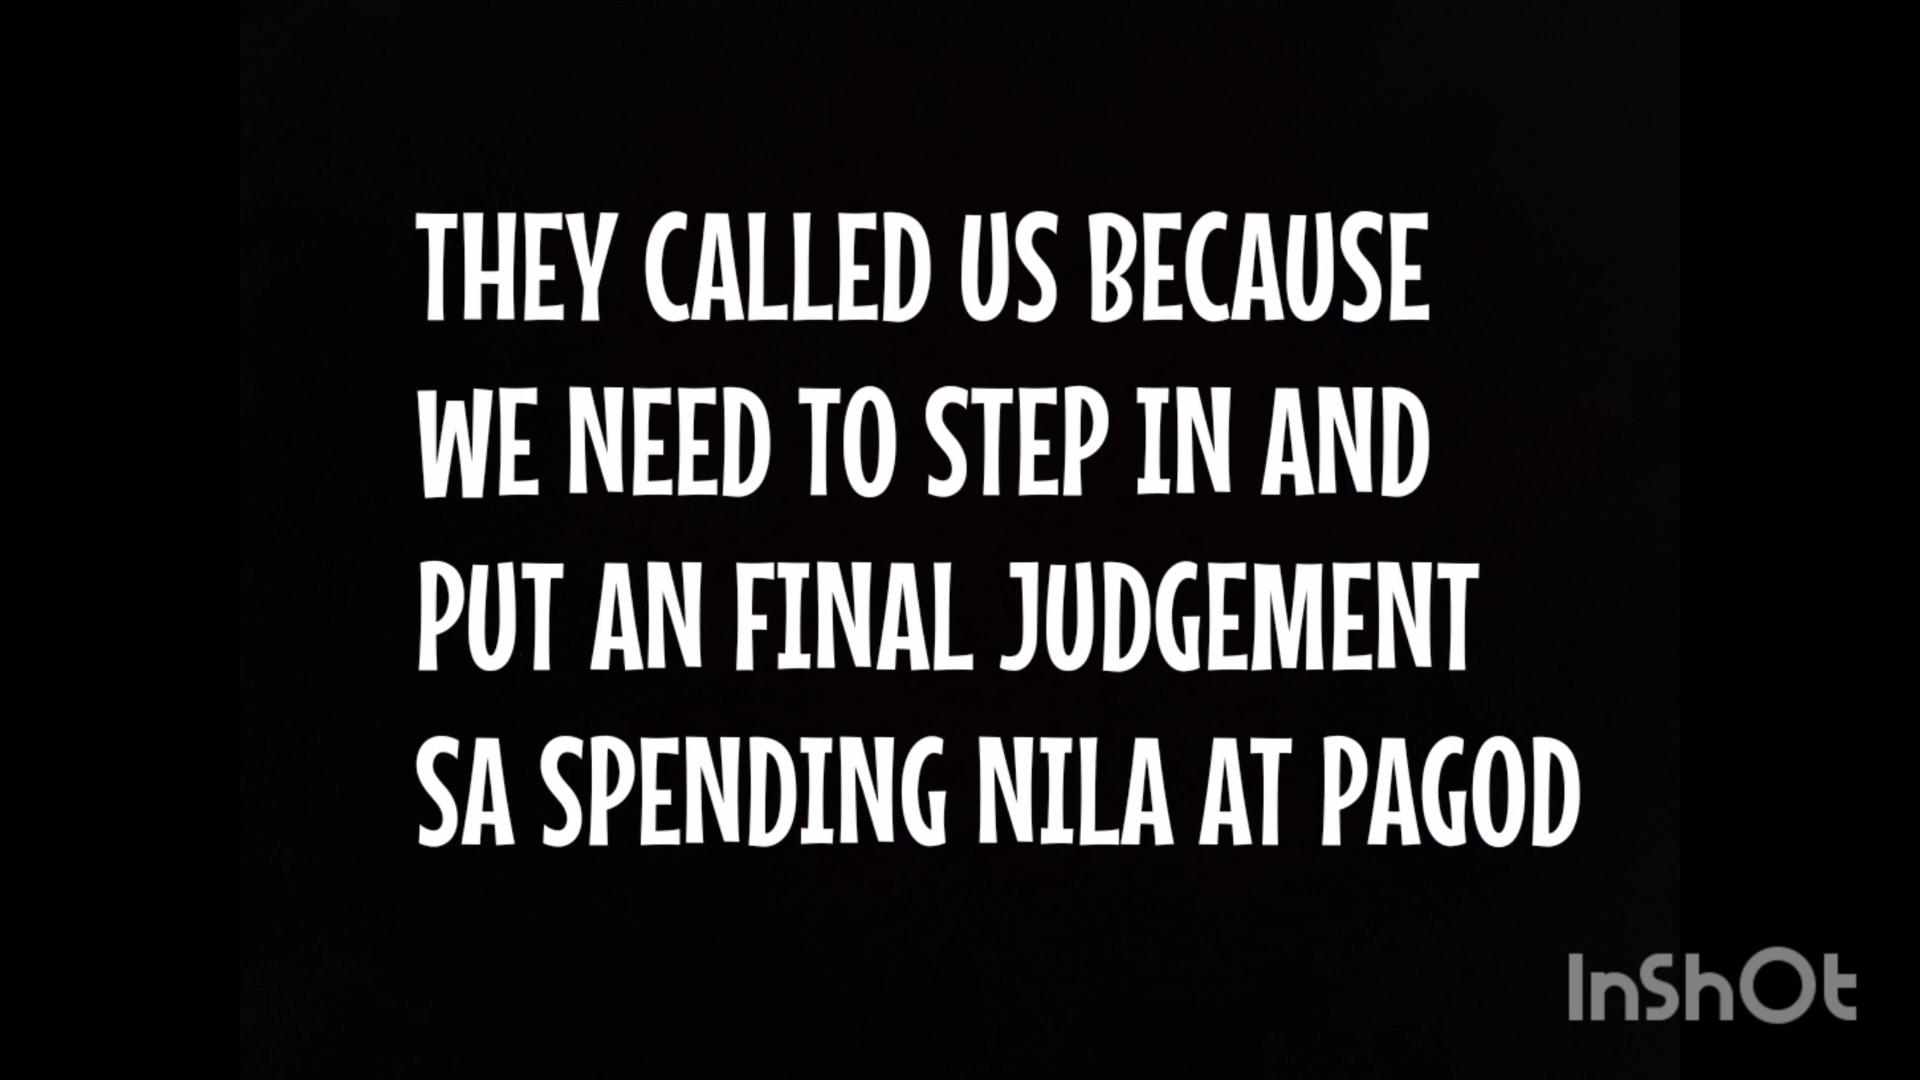 THEY CALLED US BECAUSE
WE NEED TO STEP IN AND
PUT AN FINAL JUDGEMENT
SA SPENDING NILA AT PAGOD
InShOt